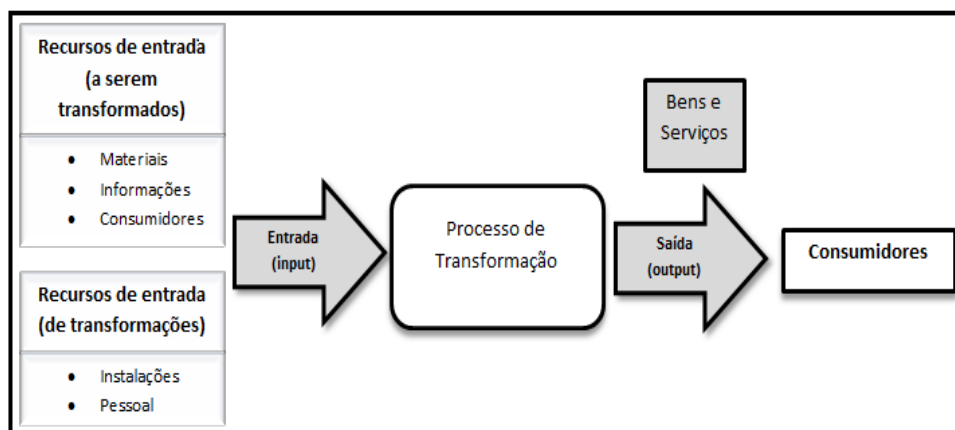 Recursos de entrada
(a serem
transformados)
• Materiais
• Informações
• Consumidores
Recursos de entrada
(de transformações)
• Instalações
• Pessoal
Entrada
(input)
Processo de
Transformação
Bens e
Serviços
Saída
(output)
Consumidores